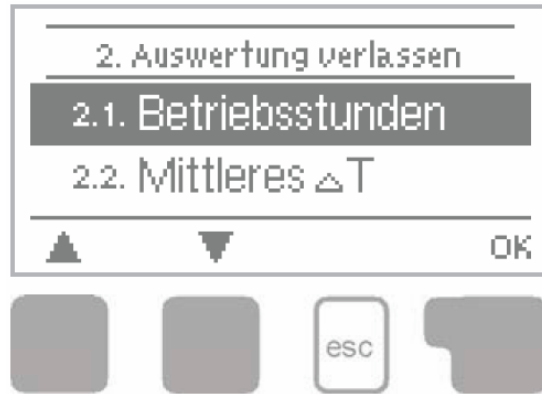 2. Auswertung verlassen
2.1. Betriebsstunden
2.2. Mittleres △T
OK
esc